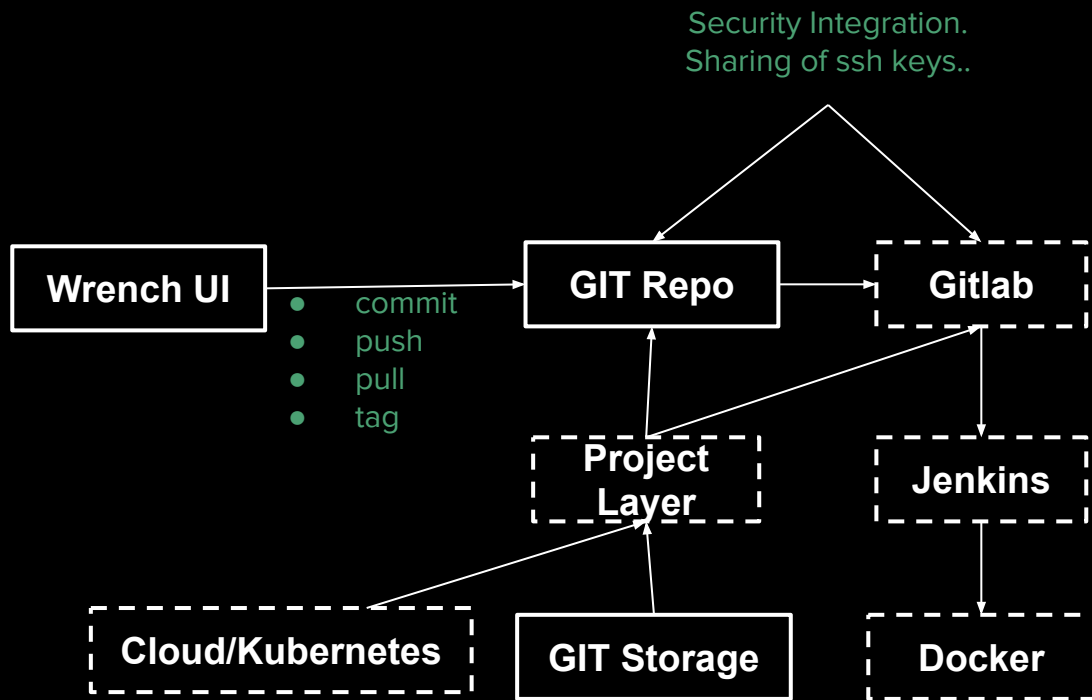 Security Integration.
Sharing of ssh keys..
Wrench UI
GIT Repo
Gitlab
● commit
● push
● pull
● tag
Project
Layer
Jenkins
Cloud/Kubernetes
GIT Storage
Docker